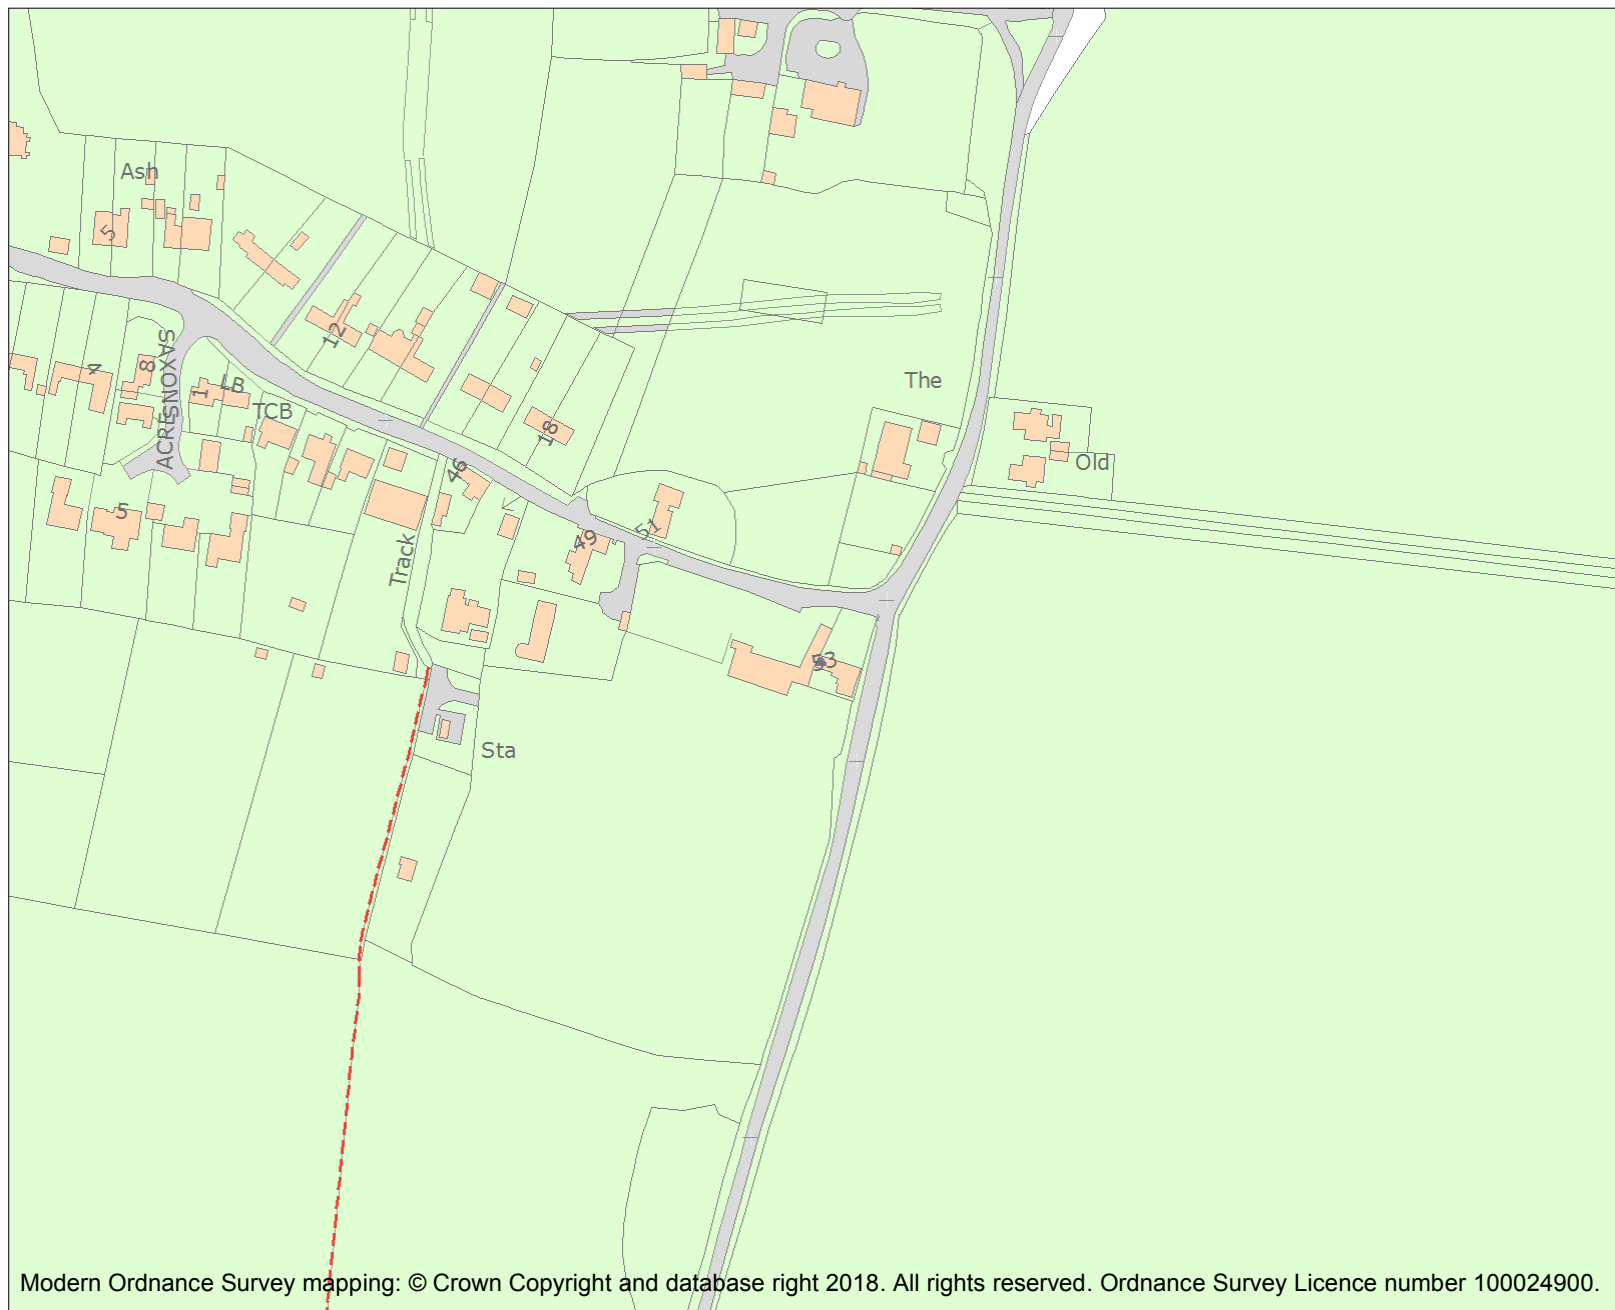 Ash
5
12
SAXONS
ACRE
4
8
1
LB
TCB
The
18
46
Old
5
49
51
Track
53
Sta
Modern Ordnance Survey mapping: © Crown Copyright and database right 2018. All rights reserved. Ordnance Survey Licence number 100024900.